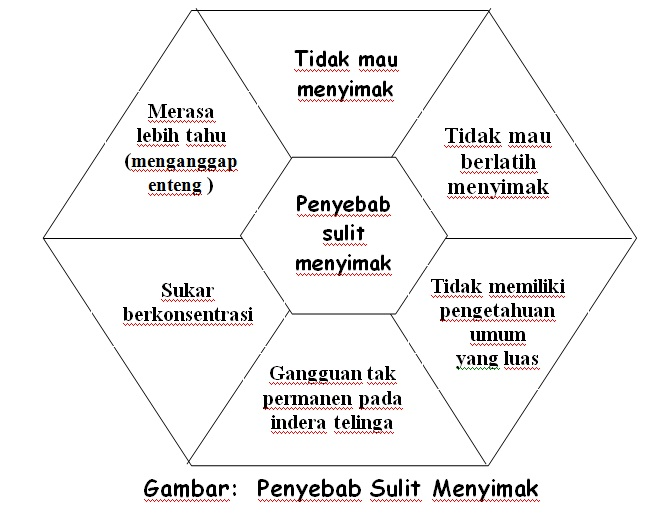 Tidak mau
menyimak
Merasa
lebih tahu
(menganggap
enteng )
Tidak mau
berlatih
menyimak
Penyebab
sulit
menyimak
Sukar
berkonsentrasi
Tidak memiliki
pengetahuan
umum
yang luas
Gangguan tak
permanen pada
indera telinga
Gambar: Penyebab Sulit Menyimak